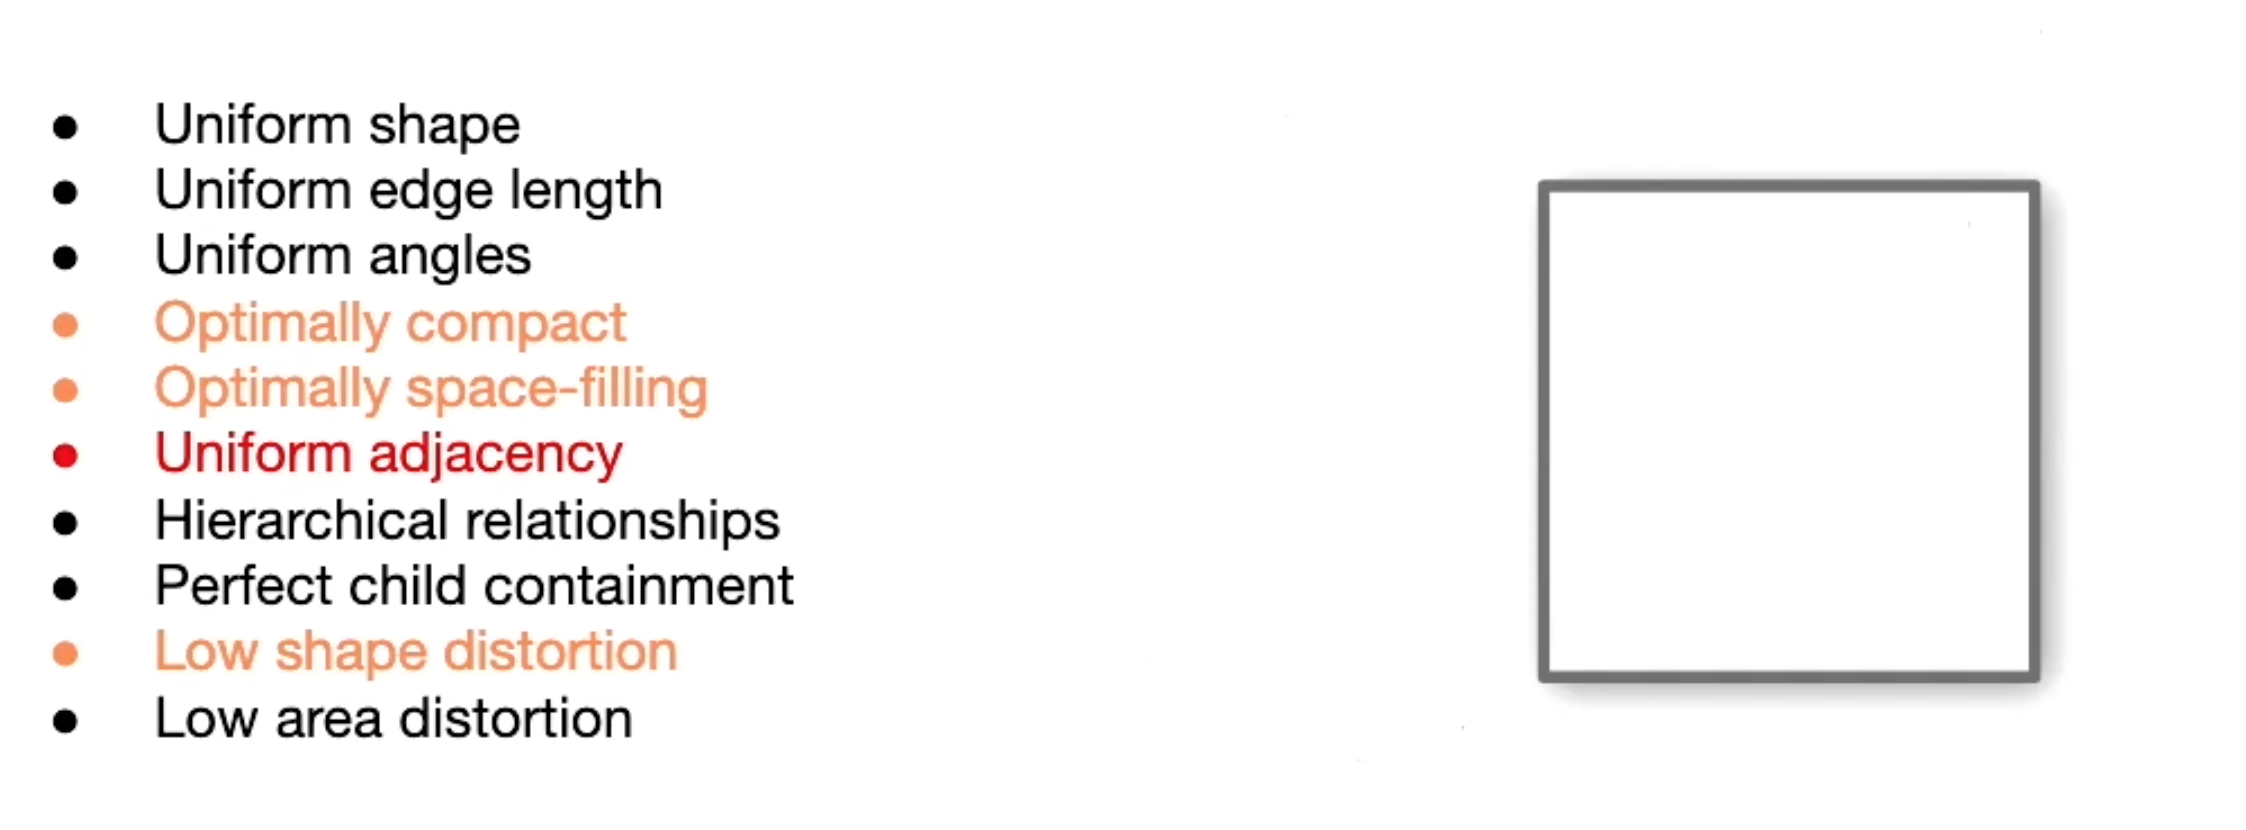 ● Uniform shape
● Uniform edge length
● Uniform angles
● Optimally compact
● Optimally space-filling
● Uniform adjacency
● Hierarchical relationships
● Perfect child containment
● Low shape distortion
● Low area distortion